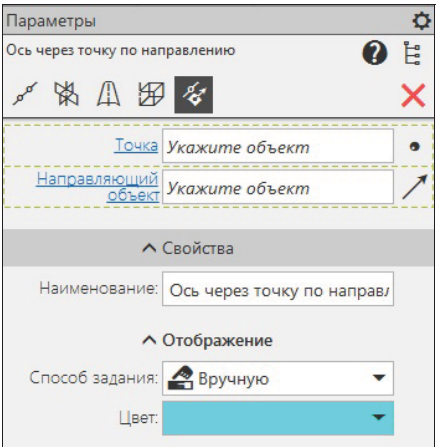 Параметры
Ось через точку по направлению
?
Точка Укажите объект
Направляющий
объект Укажите объект
Свойства
Наименование: Ось через точку по направл
Отображение
Способ задания: Вручную
Цвет: